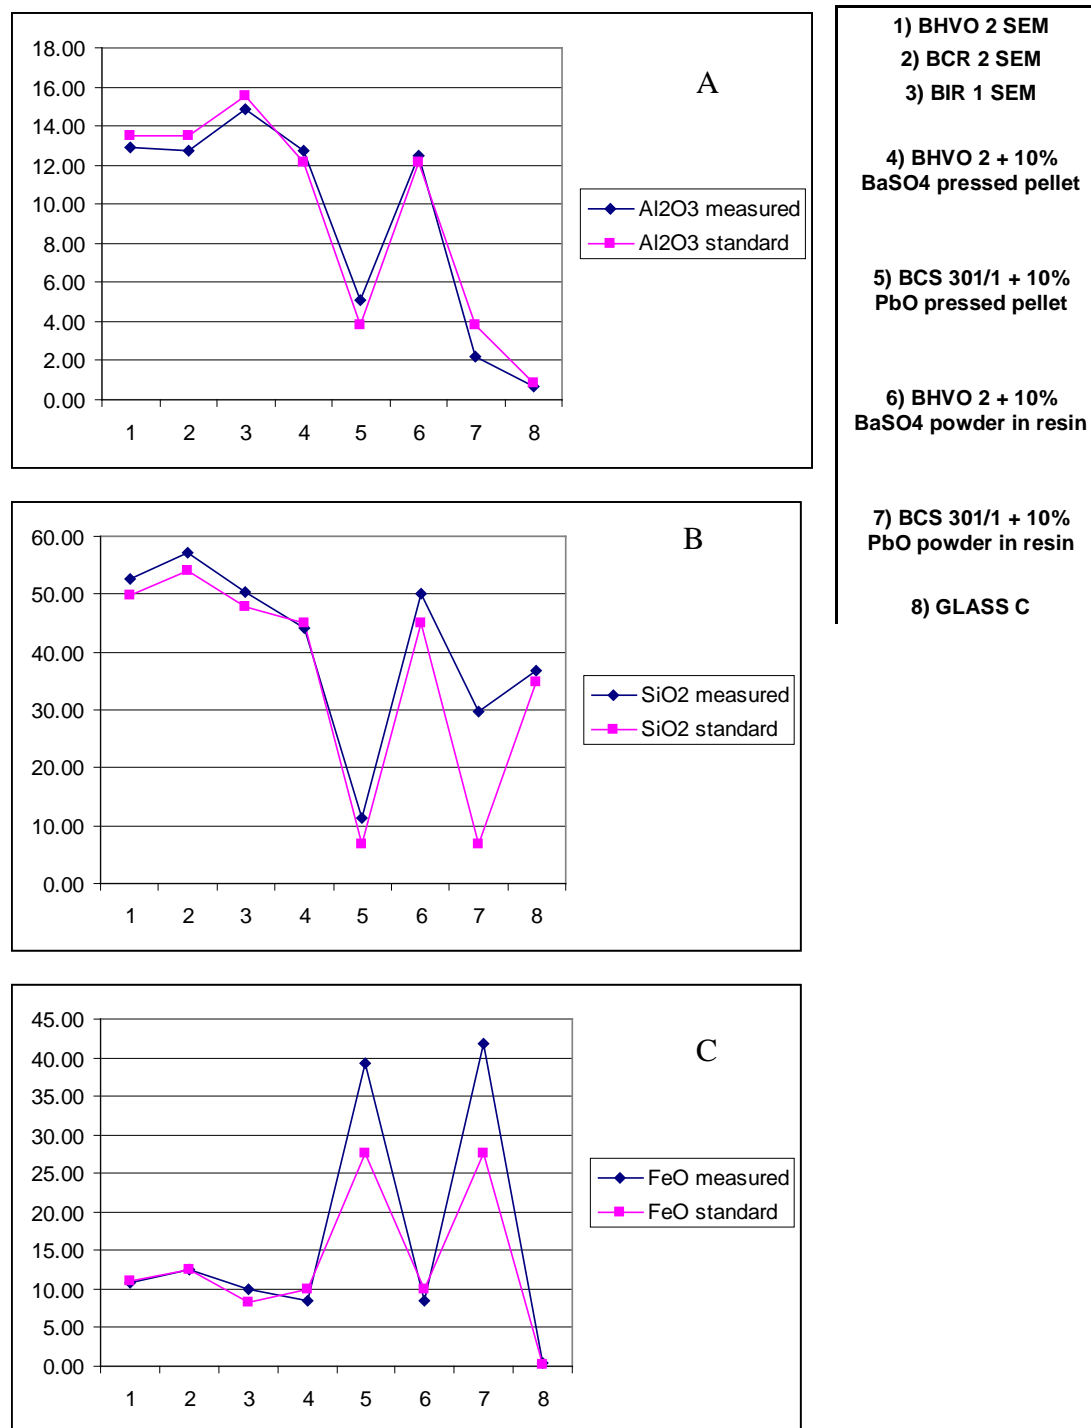 18.00
16.00
14.00
12.00
10.00
8.00
6.00
4.00
2.00
0.00
1 2 3 4 5 6 7 8
A
Al2O3 measured
Al2O3 standard
1) BHVO 2 SEM
2) BCR 2 SEM
3) BIR 1 SEM
4) BHVO 2 + 10%
BaSO4 pressed pellet
5) BCS 301/1 + 10%
PbO pressed pellet
6) BHVO 2 + 10%
BaSO4 powder in resin
7) BCS 301/1 + 10%
PbO powder in resin
8) GLASS C
60.00
50.00
40.00
30.00
20.00
10.00
0.00
1 2 3 4 5 6 7 8
B
SiO2 measured
SiO2 standard
45.00
40.00
35.00
30.00
25.00
20.00
15.00
10.00
5.00
0.00
1 2 3 4 5 6 7 8
C
FeO measured
FeO standard